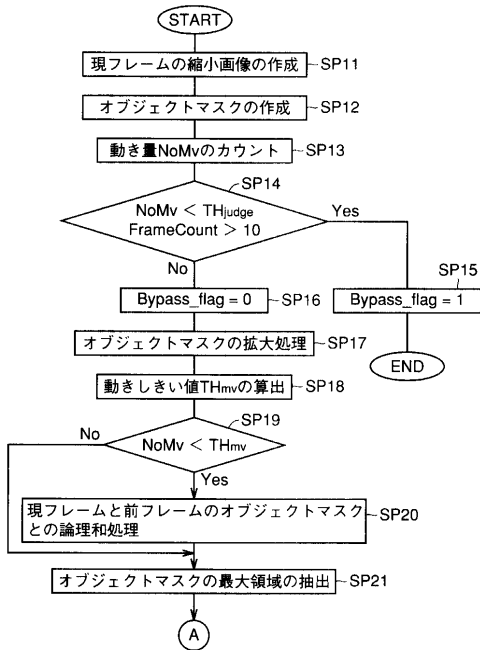 START
現フレームの縮小画像の作成
SP11
オブジェクトマスクの作成
SP12
動き量NoMvのカウント
SP13
SP14
NoMv < THjudge
FrameCount > 10
Yes
No
SP15
Bypass_flag = 0
SP16
Bypass_flag = 1
オブジェクトマスクの拡大処理
SP17
END
動きしきい値THmvの算出
SP18
SP19
No
NoMv < THmv
Yes
現フレームと前フレームのオブジェクトマスク
との論理和処理
SP20
オブジェクトマスクの最大領域の抽出
SP21
A